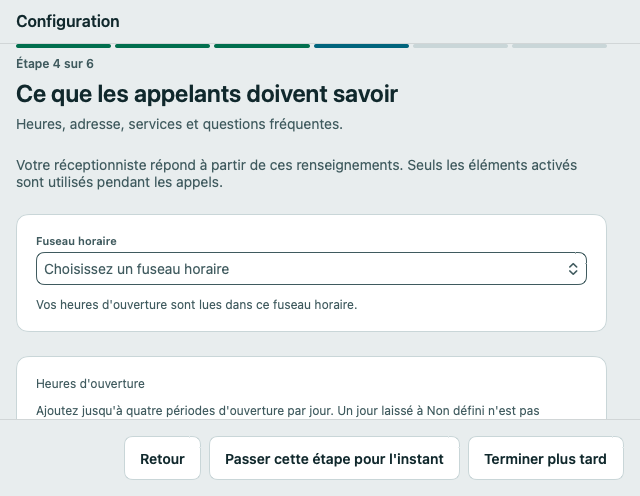 Configuration
Étape 4 sur 6
Ce que les appelants doivent savoir
Heures, adresse, services et questions fréquentes.
Votre réceptionniste répond à partir de ces renseignements. Seuls les éléments activés
sont utilisés pendant les appels.
Fuseau horaire
Choisissez un fuseau horaire
Vos heures d'ouverture sont lues dans ce fuseau horaire.
Heures d'ouverture
Ajoutez jusqu'à quatre périodes d'ouverture par jour. Un jour laissé à Non défini n'est pas
Retour
Passer cette étape pour l'instant
Terminer plus tard